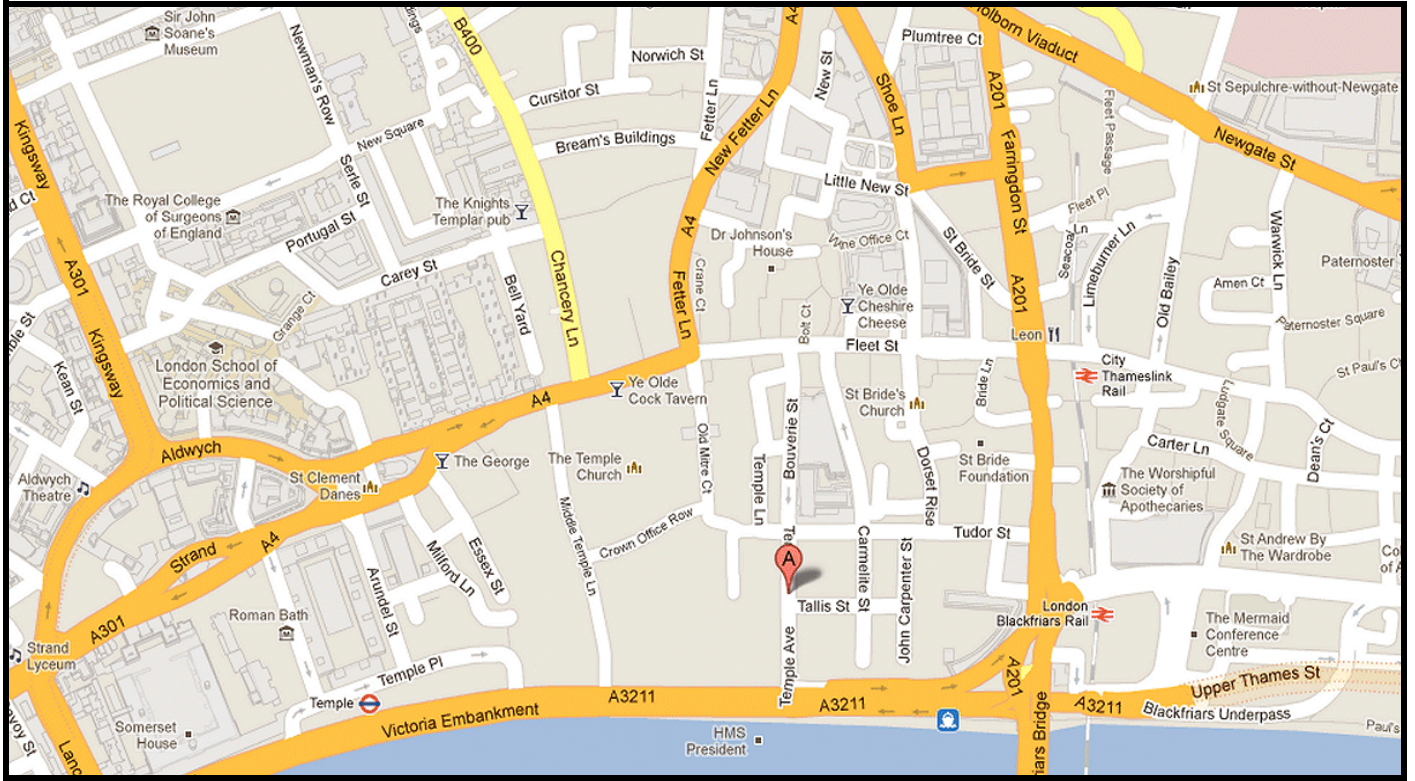 Sir John
Soane's
Museum
Newman's Row
B400
A4
Norwich St
Plumtree Ct
Holborn Viaduct
Cursitor St
Fetter Ln
New St
Shoe Ln
A201
Fleet Passage
St Sepulchre-without-Newgate
Kingsway
New Square
Bream's Buildings
New Fetter Ln
Farringdon St
Newgate St
Serle St
Little New St
The Royal College
of Surgeons
of England
The Knights
Templar pub
Fleet Pl
Portugal St
A4
Dr Johnson's
House
Wine Office Ct
St Bride St
Seacoal Ln
Limeburner Ln
Warwick Ln
A301
Carey St
Chancery Ln
Bell Yard
Fetter Ln
Crane Ct
Ye Olde
Cheshire
Cheese
A201
Old Bailey
Amen Ct
Paternoster
Grange Ct
Bolt Ct
Paternoster Square
Kingsway
Kean St
Leon
Fleet St
London School of
Economics and
Political Science
City
Thameslink
Rail
St Paul's
A4
Ye Olde
Cock Tavern
St Bride's
Church
Bride Ln
Ludgate Square
Bouverie St
Aldwych
Old Mitre Ct
Carter Ln
Dean's Ct
Aldwych
Theatre
St Clement
Danes
The George
The Temple
Church
Temple Ln
Dorset Rise
St Bride
Foundation
The Worshipful
Society of
Apothecaries
Strand
A4
Middle Temple Ln
Crown Office Row
Tudor St
St Andrew By
The Wardrobe
Essex St
Milford Ln
A
Carmelite St
John Carpenter St
Arundel St
Tallis St
A301
Roman Bath
London
Blackfriars Rail
The Mermaid
Conference
Centre
Strand
Lyceum
Temple Pl
Temple Ave
A201
Upper Thames St
Temple
A3211
A3211
A3211
Blackfriars Underpass
Victoria Embankment
Somerset
House
HMS
President
Paul's